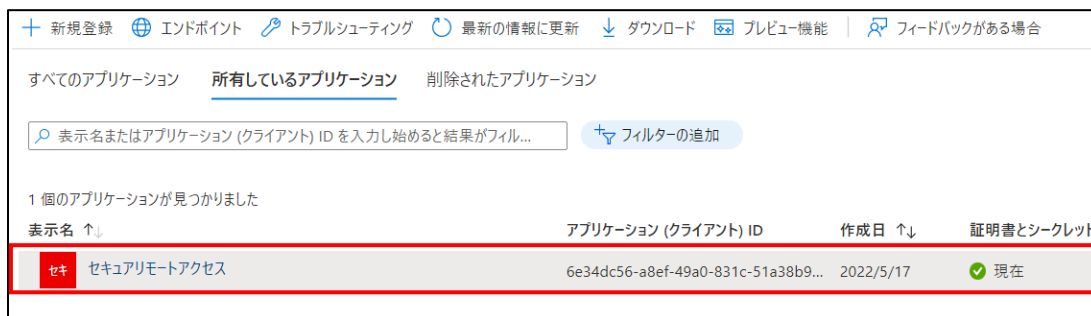 新規登録 エンドポイント トラブルシューティング 最新の情報に更新 ダウンロード プレビュー機能 フィードバックがある場合
すべてのアプリケーション 所有しているアプリケーション 削除されたアプリケーション
表示名またはアプリケーション (クライアント) ID を入力し始めると結果がフィル... フィルターの追加
1 個のアプリケーションが見つかりました
表示名 ↑↓ アプリケーション (クライアント) ID 作成日 ↑↓ 証明書とシークレット
セキ セキュアリモートアクセス 6e34dc56-a8ef-49a0-831c-51a38b9... 2022/5/17 現在